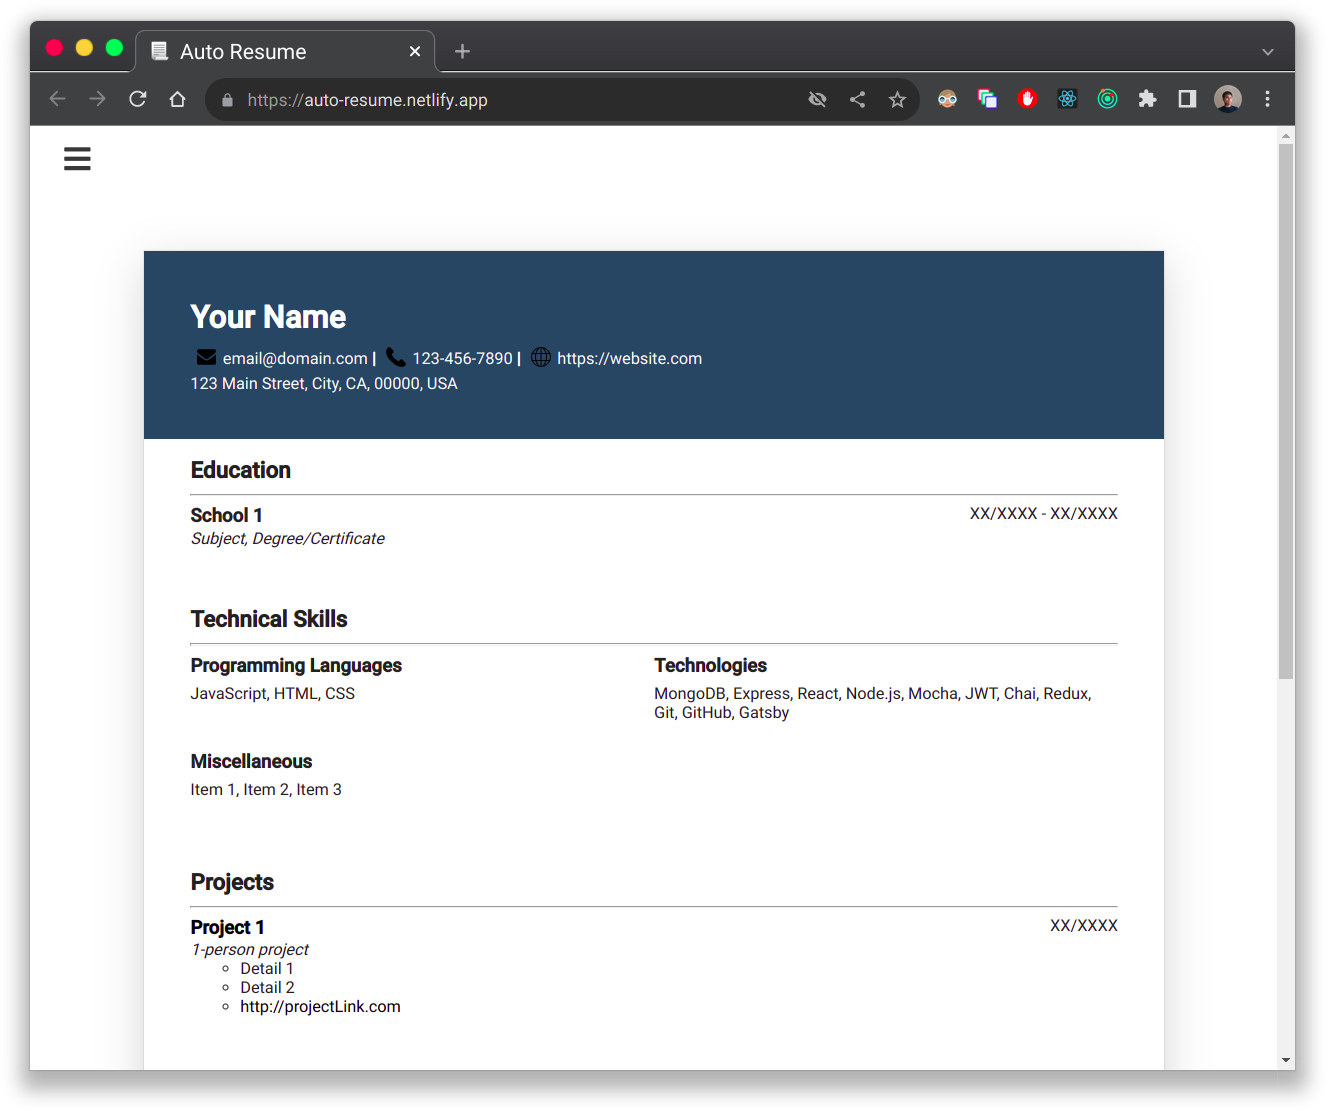 Auto Resume
https://auto-resume.netlify.app
Your Name
email@domain.com | 123-456-7890 | https://website.com
123 Main Street, City, CA, 00000, USA
Education
School 1 XX/XXXX - XX/XXXX
Subject, Degree/Certificate
Technical Skills
Programming Languages
JavaScript, HTML, CSS
Technologies
MongoDB, Express, React, Node.js, Mocha, JWT, Chai, Redux,
Git, GitHub, Gatsby
Miscellaneous
Item 1, Item 2, Item 3
Projects
Project 1 XX/XXXX
1-person project
Detail 1
Detail 2
http://projectLink.com